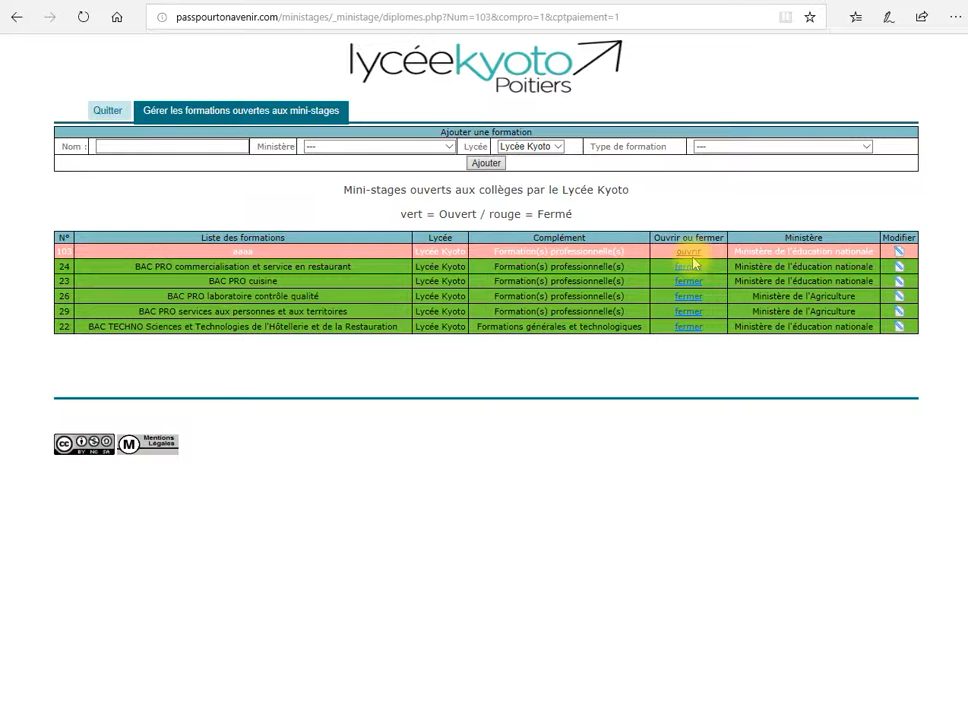 passpourtonavenir.com/ministages/_ministage/diplomes.php?Num=103&compro=1&cptpaiement=1
lycéekyoto
Poitiers
Quitter Gérer les formations ouvertes aux mini-stages
Ajouter une formation
Nom : Ministère --- Lycée Lycée Kyoto Type de formation ---
Ajouter
Mini-stages ouverts aux collèges par le Lycée Kyoto
vert = Ouvert / rouge = Fermé
N° Liste des formations Lycée Complément Ouvrir ou fermer Ministère Modifier
103 aaaa Lycée Kyoto Formation(s) professionnelle(s) ouvrir Ministère de l'éducation nationale
24 BAC PRO commercialisation et service en restaurant Lycée Kyoto Formation(s) professionnelle(s) fermer Ministère de l'éducation nationale
23 BAC PRO cuisine Lycée Kyoto Formation(s) professionnelle(s) fermer Ministère de l'éducation nationale
26 BAC PRO laboratoire contrôle qualité Lycée Kyoto Formation(s) professionnelle(s) fermer Ministère de l'Agriculture
29 BAC PRO services aux personnes et aux territoires Lycée Kyoto Formation(s) professionnelle(s) fermer Ministère de l'Agriculture
22 BAC TECHNO Sciences et Technologies de l'Hôtellerie et de la Restauration Lycée Kyoto Formations générales et technologiques fermer Ministère de l'éducation nationale
cc BY NC SA M Mentions Légales